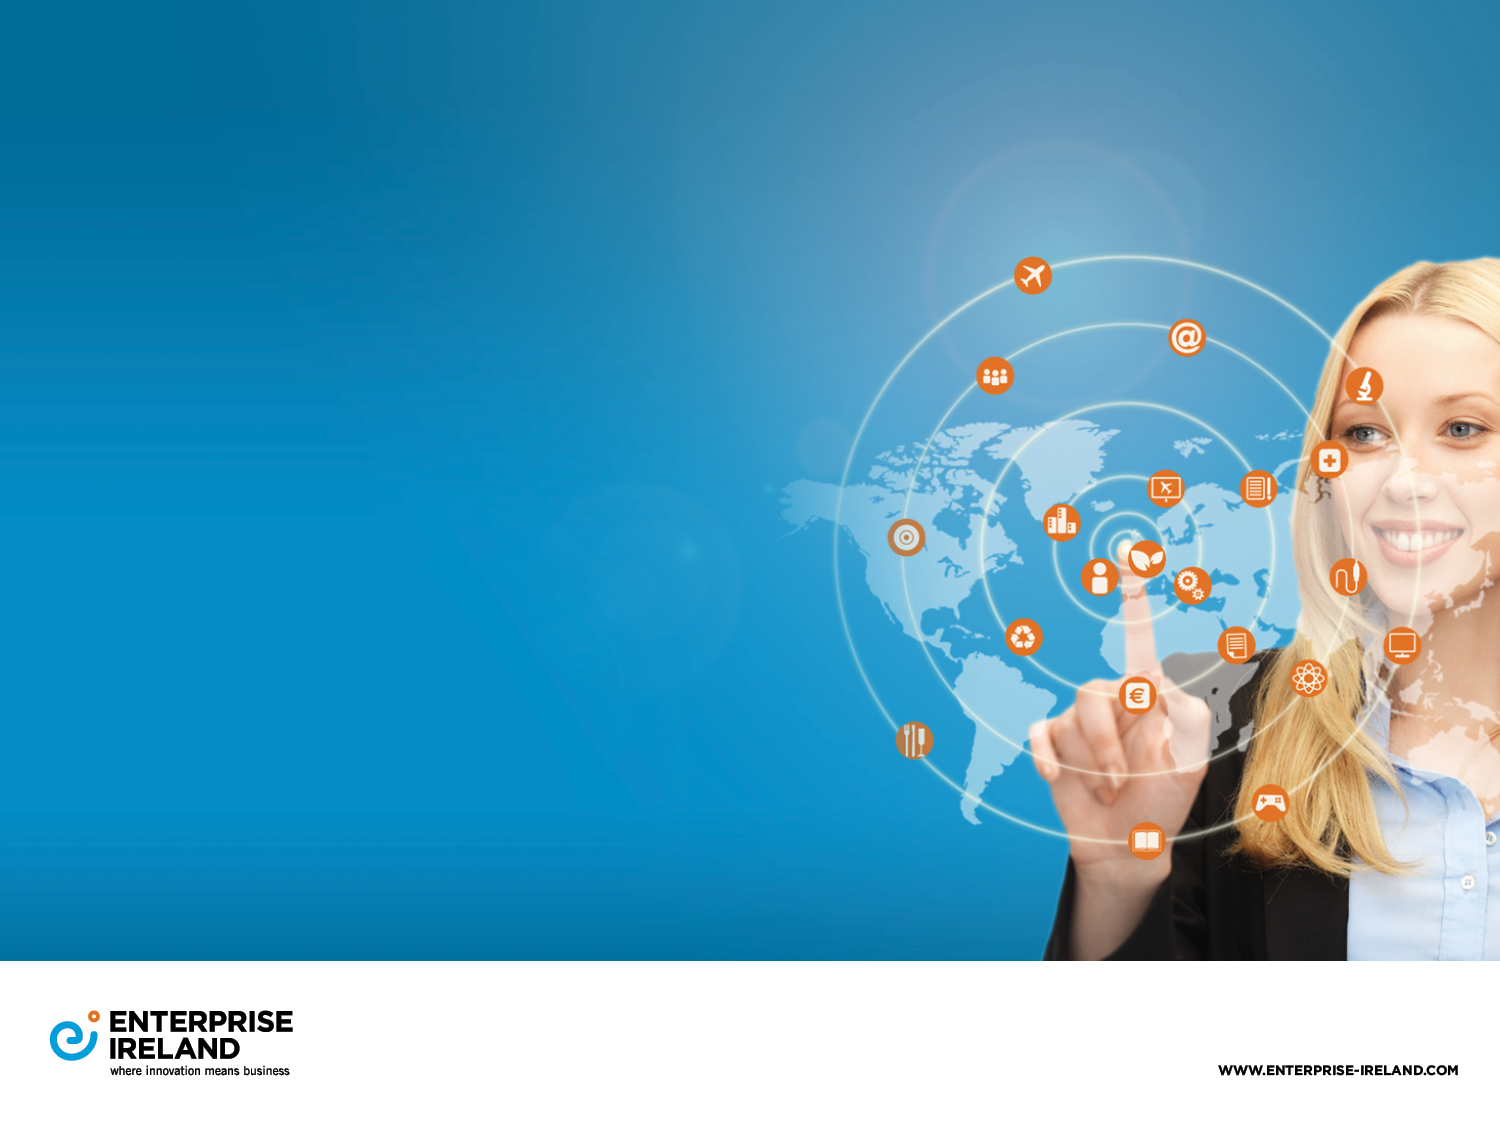 @
€
ENTERPRISE
IRELAND
where innovation means business
WWW.ENTERPRISE-IRELAND.COM